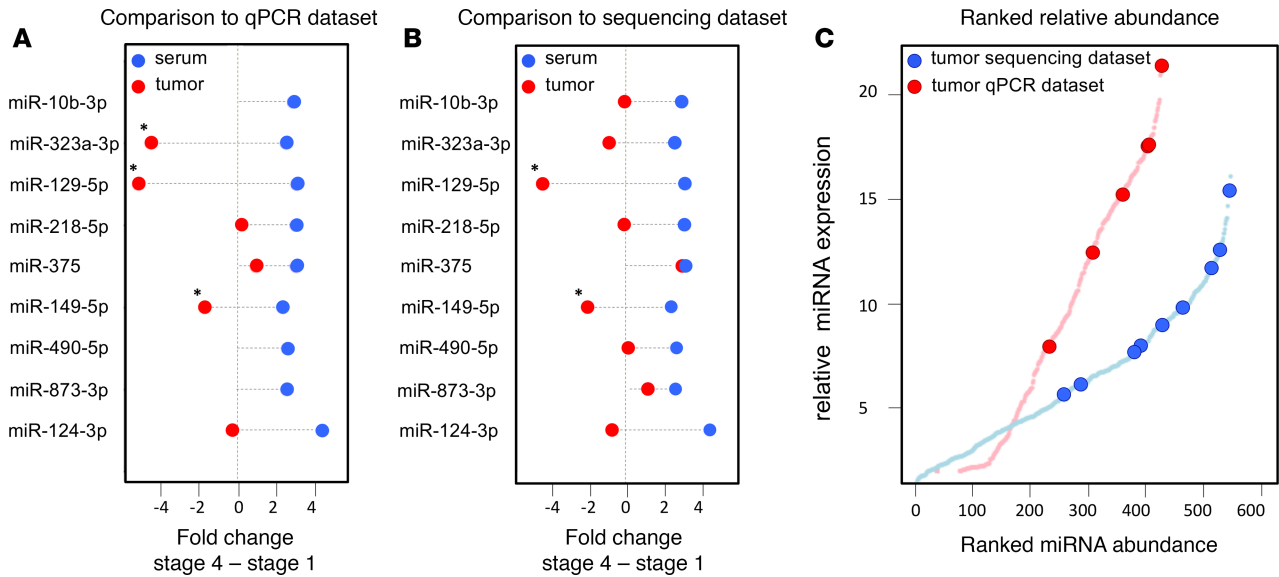 A
Comparison to qPCR dataset
serum
tumor
miR-10b-3p
*
miR-323a-3p
*
miR-129-5p
miR-218-5p
miR-375
*
miR-149-5p
miR-490-5p
miR-873-3p
miR-124-3p
-4 -2 0 2 4
Fold change
stage 4 – stage 1
B
Comparison to sequencing dataset
serum
tumor
miR-10b-3p
miR-323a-3p
*
miR-129-5p
miR-218-5p
miR-375
*
miR-149-5p
miR-490-5p
miR-873-3p
miR-124-3p
-4 -2 0 2 4
Fold change
stage 4 – stage 1
C
Ranked relative abundance
tumor sequencing dataset
tumor qPCR dataset
relative miRNA expression
20
15
10
5
0 100 200 300 400 500 600
Ranked miRNA abundance